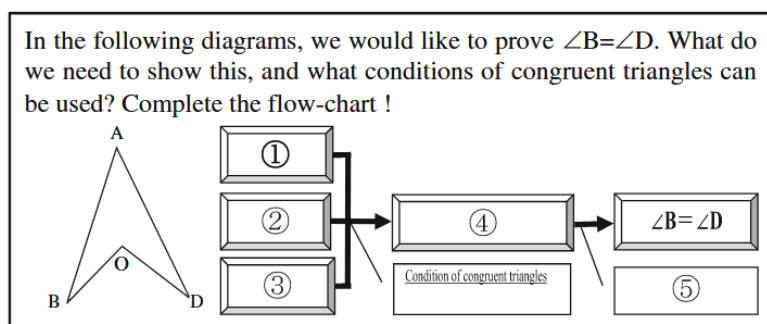 In the following diagrams, we would like to prove ∠B=∠D. What do
we need to show this, and what conditions of congruent triangles can
be used? Complete the flow-chart !
A
①
②
④
∠B= ∠D
O
③
Condition of congruent triangles
⑤
B
D